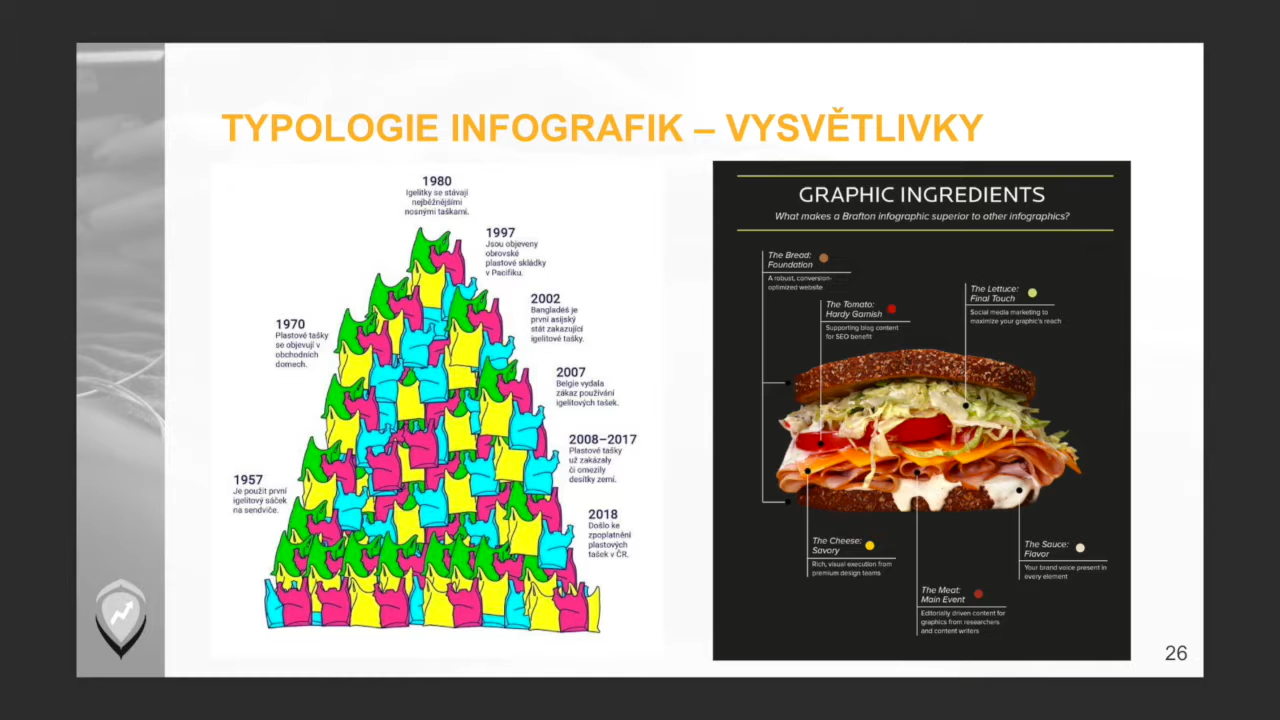 TYPOLOGIE INFOGRAFIK – VYSVĚTLIVKY
1980
Igelitky se stávají
nejběžnějšími
nosnými taškami.
1997
Jsou objeveny
obrovské
plastové skládky
v Pacifiku.
2002
Bangladéš je
první asijský
stát zakazující
igelitové tašky.
1970
Plastové tašky
se objevují v
obchodních
domech.
2007
Belgie vydala
zákaz používání
igelitových tašek.
2008–2017
Plastové tašky
už zakázaly
či omezily
desítky zemí.
1957
Je použit první
igelitový sáček
na sendviče.
2018
Došlo ke
zpoplatnění
plastových
tašek v ČR.
GRAPHIC INGREDIENTS
What makes a Brafton infographic superior to other infographics?
The Bread:
Foundation
A robust, conversion-
optimized website
The Tomato:
Hardy Garnish
Supporting blog content
for SEO benefit
The Lettuce:
Final Touch
Social media marketing to
maximize your graphic's reach
The Cheese:
Savory
Rich, visual execution from
premium design teams
The Meat:
Main Event
Editorially driven content for
graphics from researchers
and content writers
The Sauce:
Flavor
Your brand voice present in
every element
26